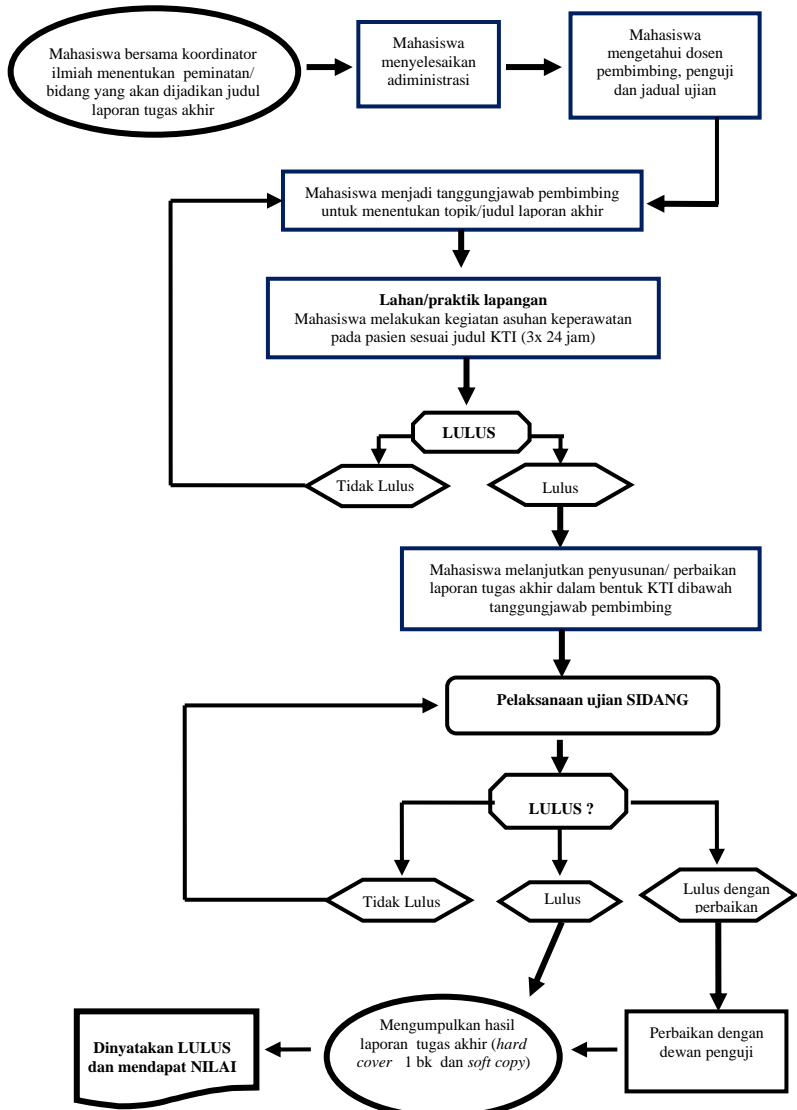 Mahasiswa bersama koordinator
ilmiah menentukan peminatan/
bidang yang akan dijadikan judul
laporan tugas akhir
Mahasiswa
menyelesaikan
adiministrasi
Mahasiswa
mengetahui dosen
pembimbing, penguji
dan jadual ujian
Mahasiswa menjadi tanggungjawab pembimbing
untuk menentukan topik/judul laporan akhir
Lahan/praktik lapangan
Mahasiswa melakukan kegiatan asuhan keperawatan
pada pasien sesuai judul KTI (3x 24 jam)
LULUS
Tidak Lulus
Lulus
Mahasiswa melanjutkan penyusunan/ perbaikan
laporan tugas akhir dalam bentuk KTI dibawah
tanggungjawab pembimbing
Pelaksanaan ujian SIDANG
LULUS ?
Tidak Lulus
Lulus
Lulus dengan
perbaikan
Dinyatakan LULUS
dan mendapat NILAI
Mengumpulkan hasil
laporan tugas akhir (hard
cover 1 bk dan soft copy)
Perbaikan dengan
dewan penguji